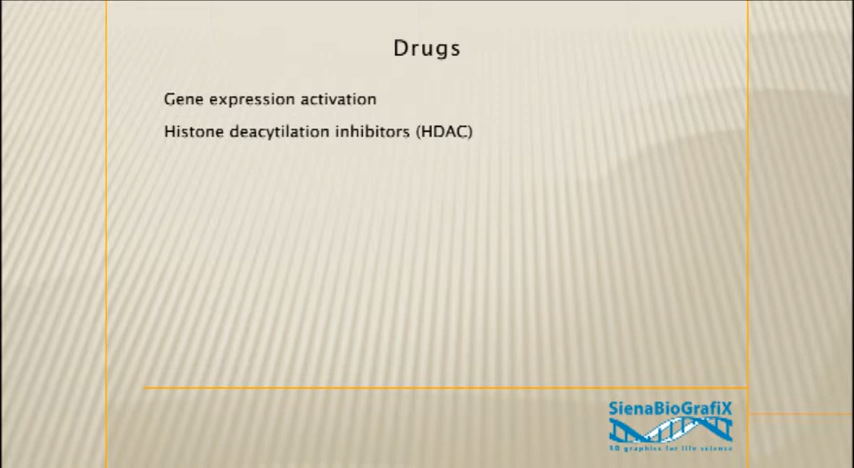 Drugs
Gene expression activation
Histone deacytilation inhibitors (HDAC)
SienaBioGrafiX
3D graphics for life science